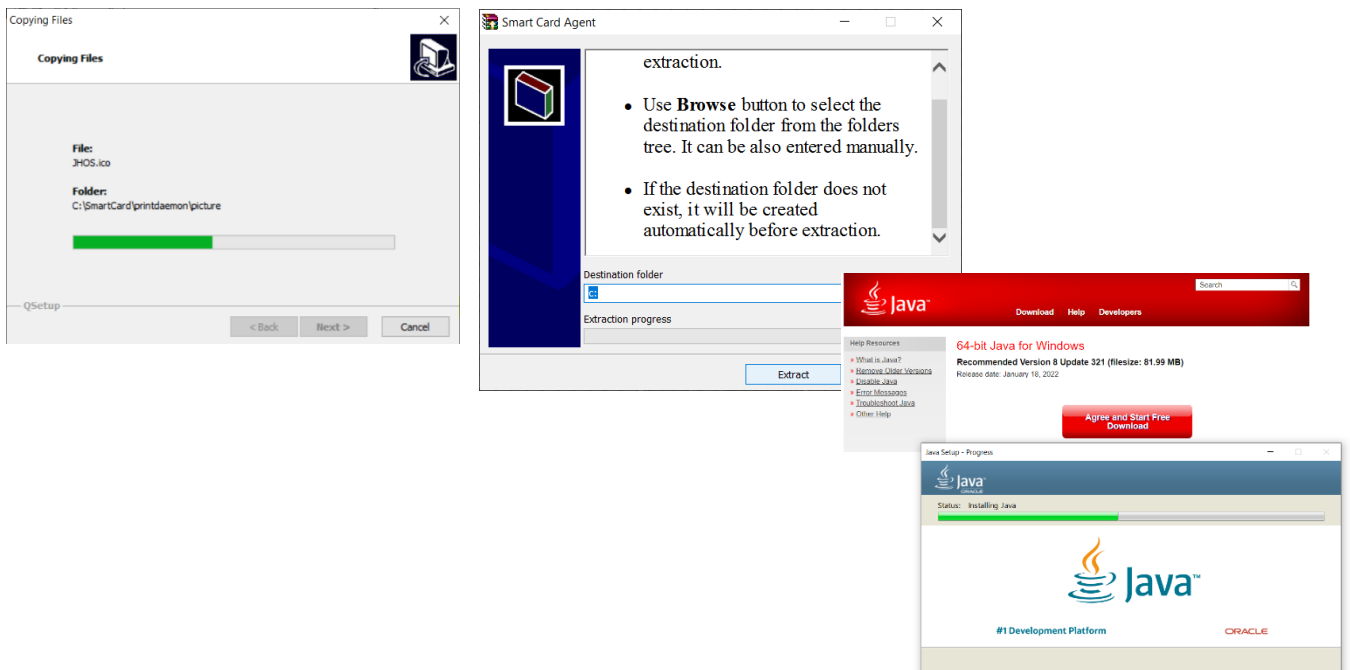 Copying Files
Copying Files
File:
JHOS.ico
Folder:
C:\SmartCard\printdaemon\picture
QSetup
< Back
Next >
Cancel
Smart Card Agent
extraction.
• Use Browse button to select the
destination folder from the folders
tree. It can be also entered manually.
• If the destination folder does not
exist, it will be created
automatically before extraction.
Destination folder
c:
Extraction progress
Extract
Java™
Search
Download Help Developers
Help Resources
» What is Java?
» Remove Older Versions
» Disable Java
» Error Messages
» Troubleshoot Java
» Other Help
64-bit Java for Windows
Recommended Version 8 Update 321 (filesize: 81.99 MB)
Release date: January 18, 2022
Agree and Start Free
Download
Java Setup - Progress
Java™
ORACLE
Status: Installing Java
Java™
#1 Development Platform
ORACLE